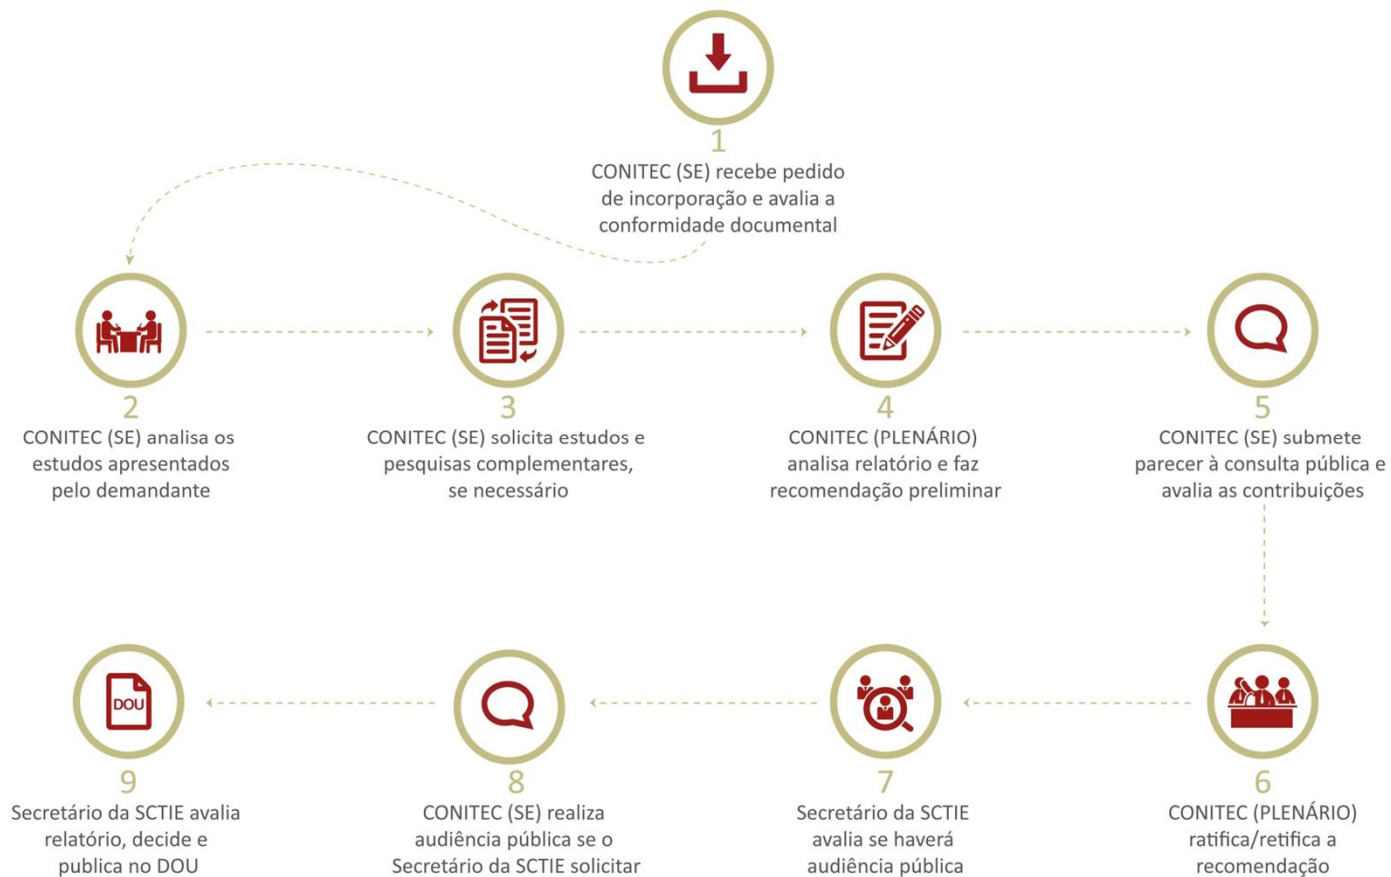 1
CONITEC (SE) recebe pedido
de incorporação e avalia a
conformidade documental
2
CONITEC (SE) analisa os
estudos apresentados
pelo demandante
3
CONITEC (SE) solicita estudos e
pesquisas complementares,
se necessário
4
CONITEC (PLENÁRIO)
analisa relatório e faz
recomendação preliminar
5
CONITEC (SE) submete
parecer à consulta pública e
avalia as contribuições
6
CONITEC (PLENÁRIO)
ratifica/retifica a
recomendação
7
Secretário da SCTIE
avalia se haverá
audiência pública
8
CONITEC (SE) realiza
audiência pública se o
Secretário da SCTIE solicitar
DOU
9
Secretário da SCTIE avalia
relatório, decide e
publica no DOU